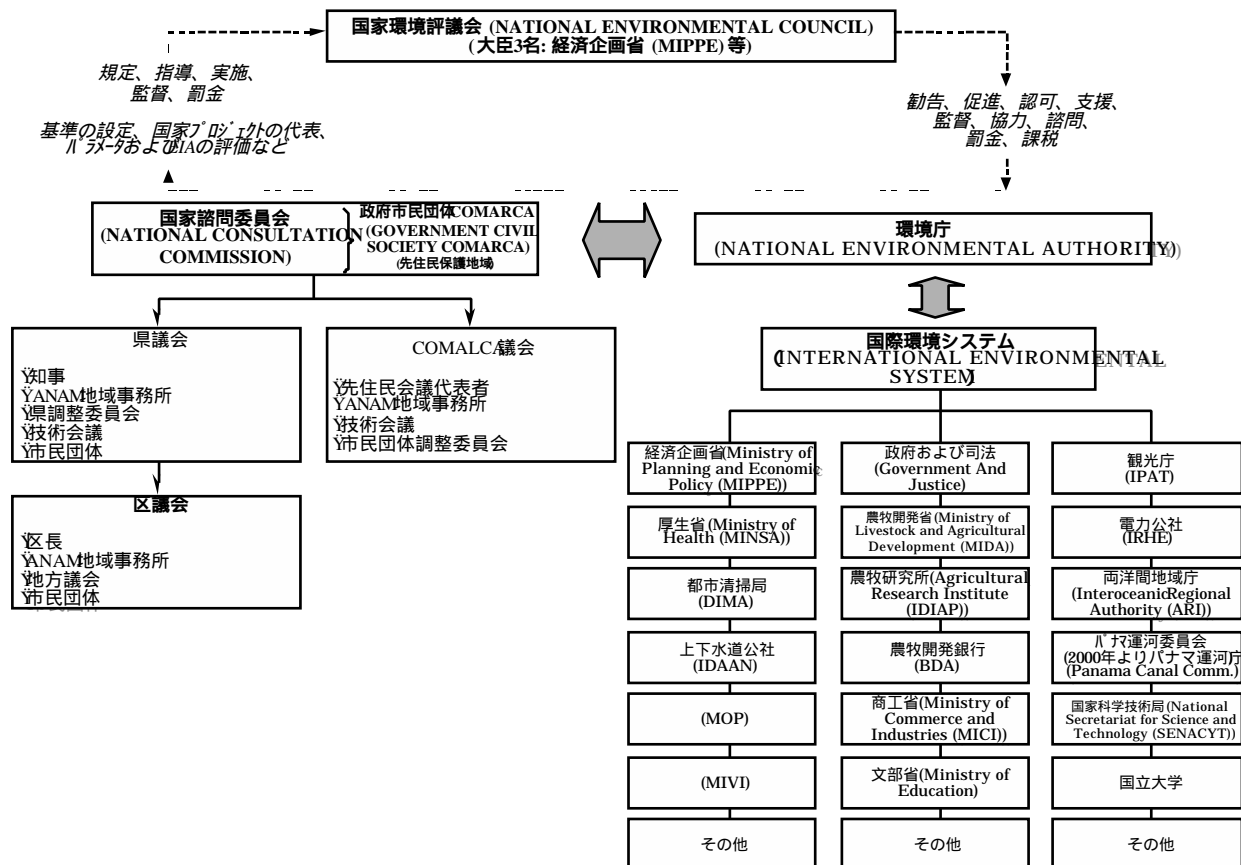 国家環境評議会 (NATIONAL ENVIRONMENTAL COUNCIL)
(大臣3名: 経済企画省 (MIPPE) 等)
規定、指導、実施、
監督、罰金
基準の設定、国家プロジェクトの代表、
パラメータおよびEIAの評価など
勧告、促進、認可、支援、
監督、協力、諮問、
罰金、課税
国家諮問委員会
(NATIONAL CONSULTATION
COMMISSION)
政府市民団体COMARCA
(GOVERNMENT CIVIL
SOCIETY COMARCA)
(先住民保護地域)
環境庁
(NATIONAL ENVIRONMENTAL AUTHORITY)
県議会
Ÿ知事
ŸANAM地域事務所
Ÿ県調整委員会
Ÿ技術会議
Ÿ市民団体
COMALCA議会
Ÿ先住民会議代表者
ŸANAM地域事務所
Ÿ技術会議
Ÿ市民団体調整委員会
区議会
Ÿ区長
ŸANAM地域事務所
Ÿ地方議会
Ÿ市民団体
国際環境システム
(INTERNATIONAL ENVIRONMENTAL
SYSTEM)
経済企画省(Ministry of
Planning and Economic
Policy (MIPPE))
厚生省(Ministry of
Health (MINSA))
都市清掃局
(DIMA)
上下水道公社
(IDAAN)
(MOP)
(MIVI)
その他
政府および司法
(Government And
Justice)
農牧開発省(Ministry of
Livestock and Agricultural
Development (MIDA))
農牧研究所(Agricultural
Research Institute
(IDIAP))
農牧開発銀行
(BDA)
商工省(Ministry of
Commerce and
Industries (MICI))
文部省(Ministry of
Education)
その他
観光庁
(IPAT)
電力公社
(IRHE)
両洋間地域庁
(InteroceanicRegional
Authority (ARI))
パナマ運河委員会
(2000年よりパナマ運河庁)
(Panama Canal Comm.)
国家科学技術局(National
Secretariat for Science and
Technology (SENACYT))
国立大学
その他